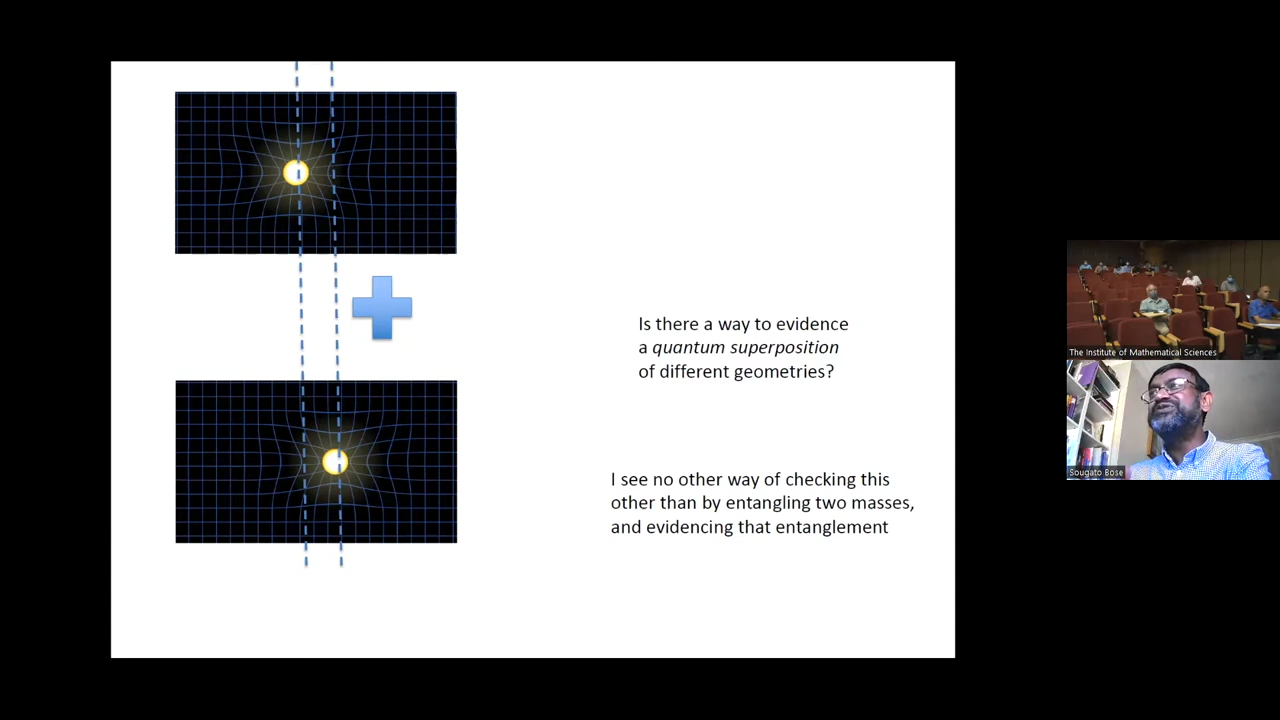 Is there a way to evidence
a quantum superposition
of different geometries?
I see no other way of checking this
other than by entangling two masses,
and evidencing that entanglement
The Institute of Mathematical Sciences
Sougato Bose